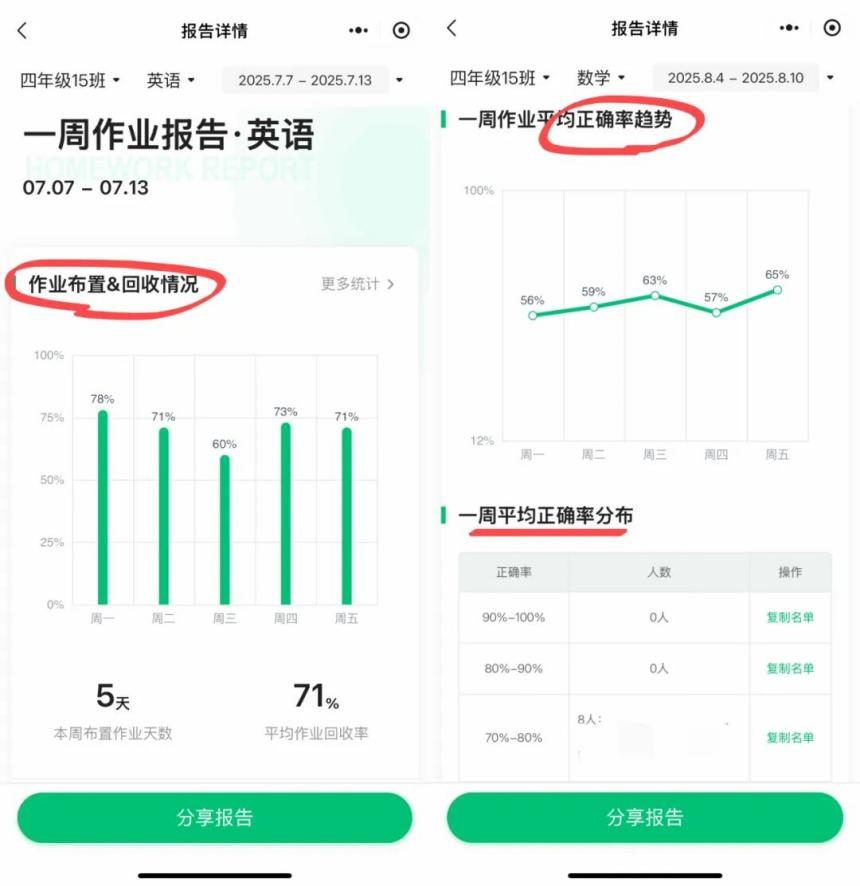 报告详情
四年级15班 英语 2025.7.7 – 2025.7.13
一周作业报告·英语
HOMEWORK REPORT
07.07 – 07.13
作业布置&回收情况
更多统计
100%
75%
50%
25%
0%
78%
71%
60%
73%
71%
周一 周二 周三 周四 周五
5天
本周布置作业天数
71%
平均作业回收率
分享报告
报告详情
四年级15班 数学 2025.8.4 – 2025.8.10
一周作业平均正确率趋势
100%
12%
56%
59%
63%
57%
65%
周一 周二 周三 周四 周五
一周平均正确率分布
正确率 人数 操作
90%–100% 0人 复制名单
80%–90% 0人 复制名单
70%–80% 8人： 复制名单
分享报告